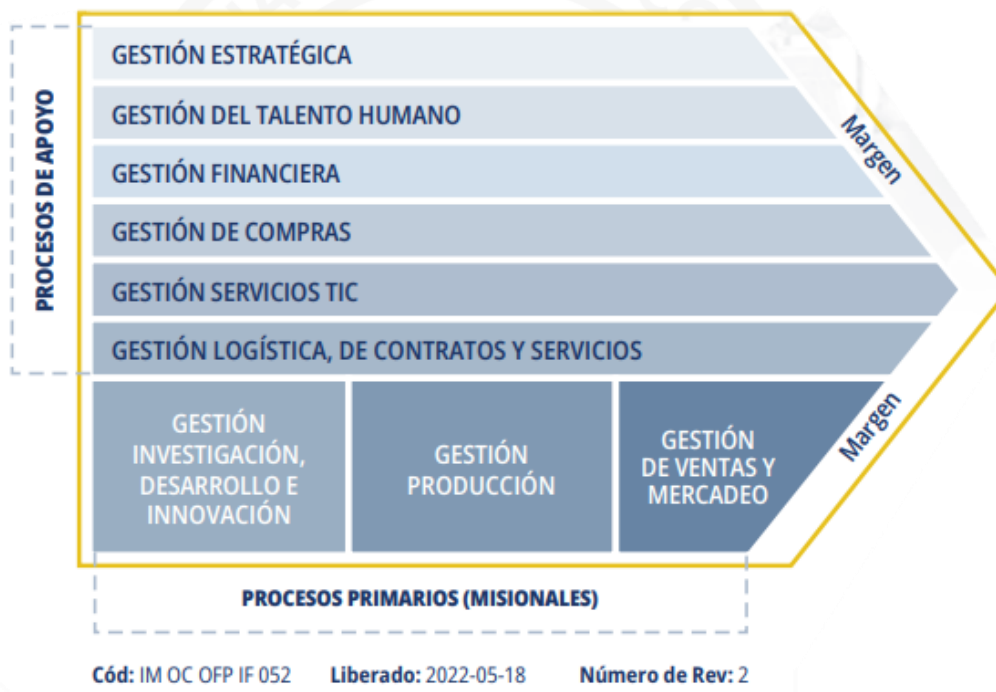 PROCESOS DE APOYO
GESTIÓN ESTRATÉGICA
GESTIÓN DEL TALENTO HUMANO
GESTIÓN FINANCIERA
GESTIÓN DE COMPRAS
GESTIÓN SERVICIOS TIC
GESTIÓN LOGÍSTICA, DE CONTRATOS Y SERVICIOS
Margen
GESTIÓN
INVESTIGACIÓN,
DESARROLLO E
INNOVACIÓN
GESTIÓN
PRODUCCIÓN
GESTIÓN
DE VENTAS Y
MERCADEO
Margen
PROCESOS PRIMARIOS (MISIONALES)
Cód: IM OC OFP IF 052 Liberado: 2022-05-18 Número de Rev: 2